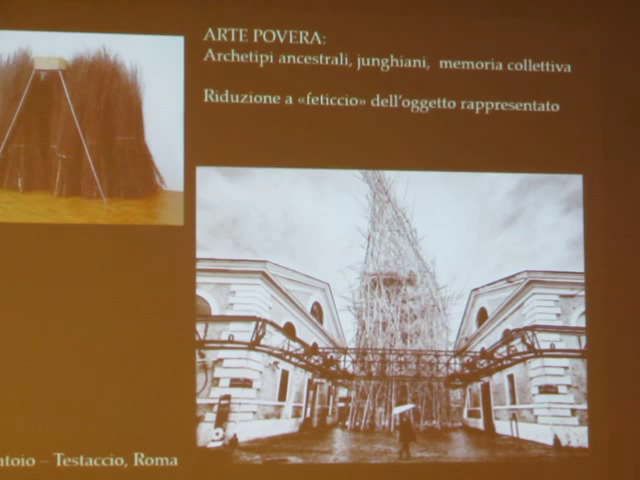 ARTE POVERA:
Archetipi ancestrali, junghiani, memoria collettiva
Riduzione a «feticcio» dell'oggetto rappresentato
atoio – Testaccio, Roma